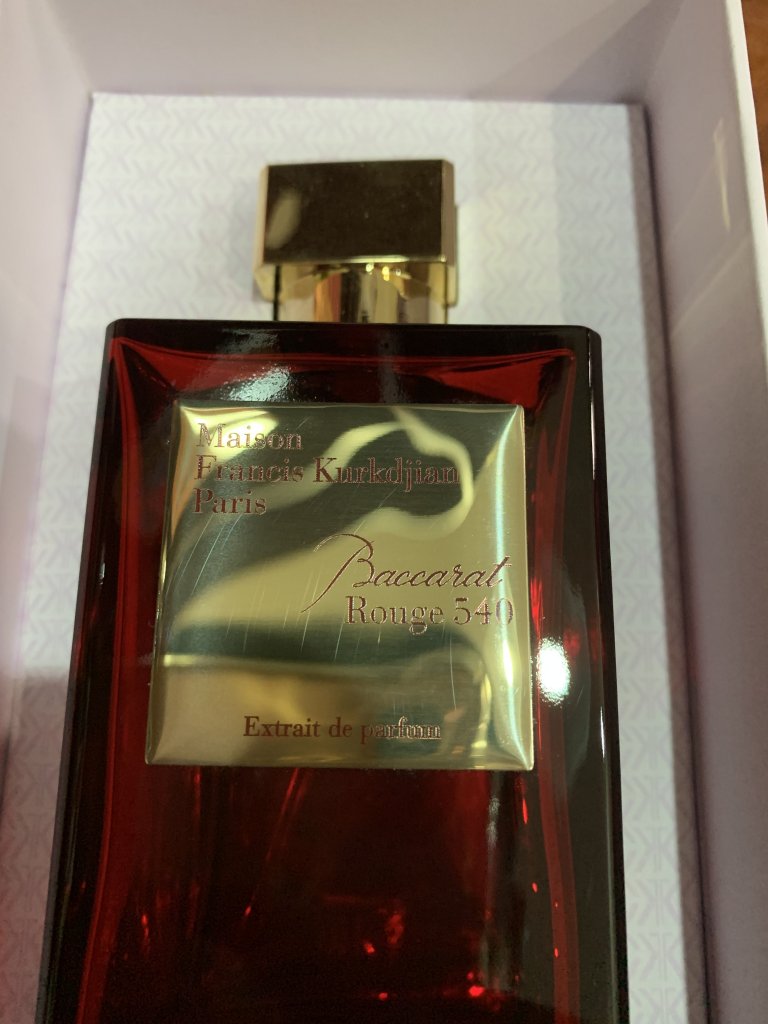 Maison
Francis Kurkdjian
Paris
Baccarat
Rouge 540
Extrait de parfum